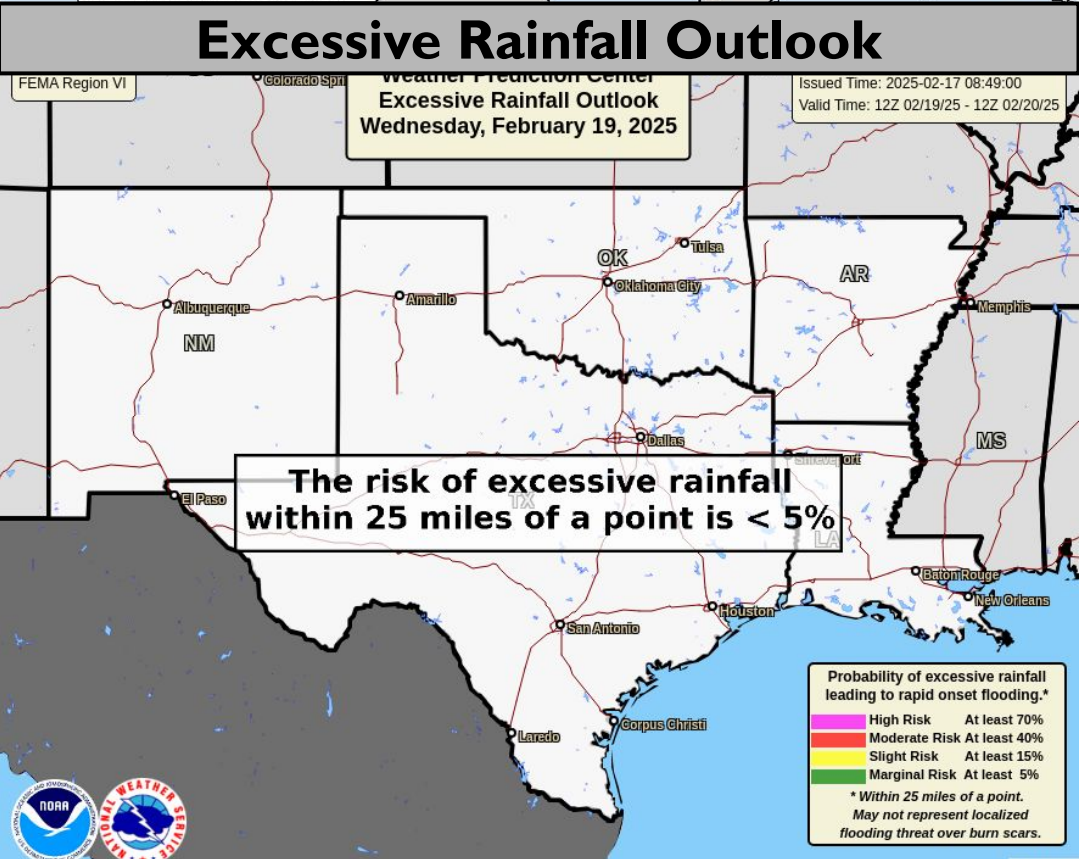 Excessive Rainfall Outlook
FEMA Region VI
Colorado Spri
Weather Prediction Center
Excessive Rainfall Outlook
Wednesday, February 19, 2025
Issued Time: 2025-02-17 08:49:00
Valid Time: 12Z 02/19/25 - 12Z 02/20/25
Tulsa
OK
Oklahoma City
AR
Albuquerque
Amarillo
Memphis
NM
Dallas
MS
Shreveport
El Paso
The risk of excessive rainfall
within 25 miles of a point is < 5%
TX
LA
Baton Rouge
New Orleans
Houston
San Antonio
Corpus Christi
Laredo
Probability of excessive rainfall
leading to rapid onset flooding.*
High Risk At least 70%
Moderate Risk At least 40%
Slight Risk At least 15%
Marginal Risk At least 5%
* Within 25 miles of a point.
May not represent localized
flooding threat over burn scars.
NOAA
NATIONAL WEATHER SERVICE